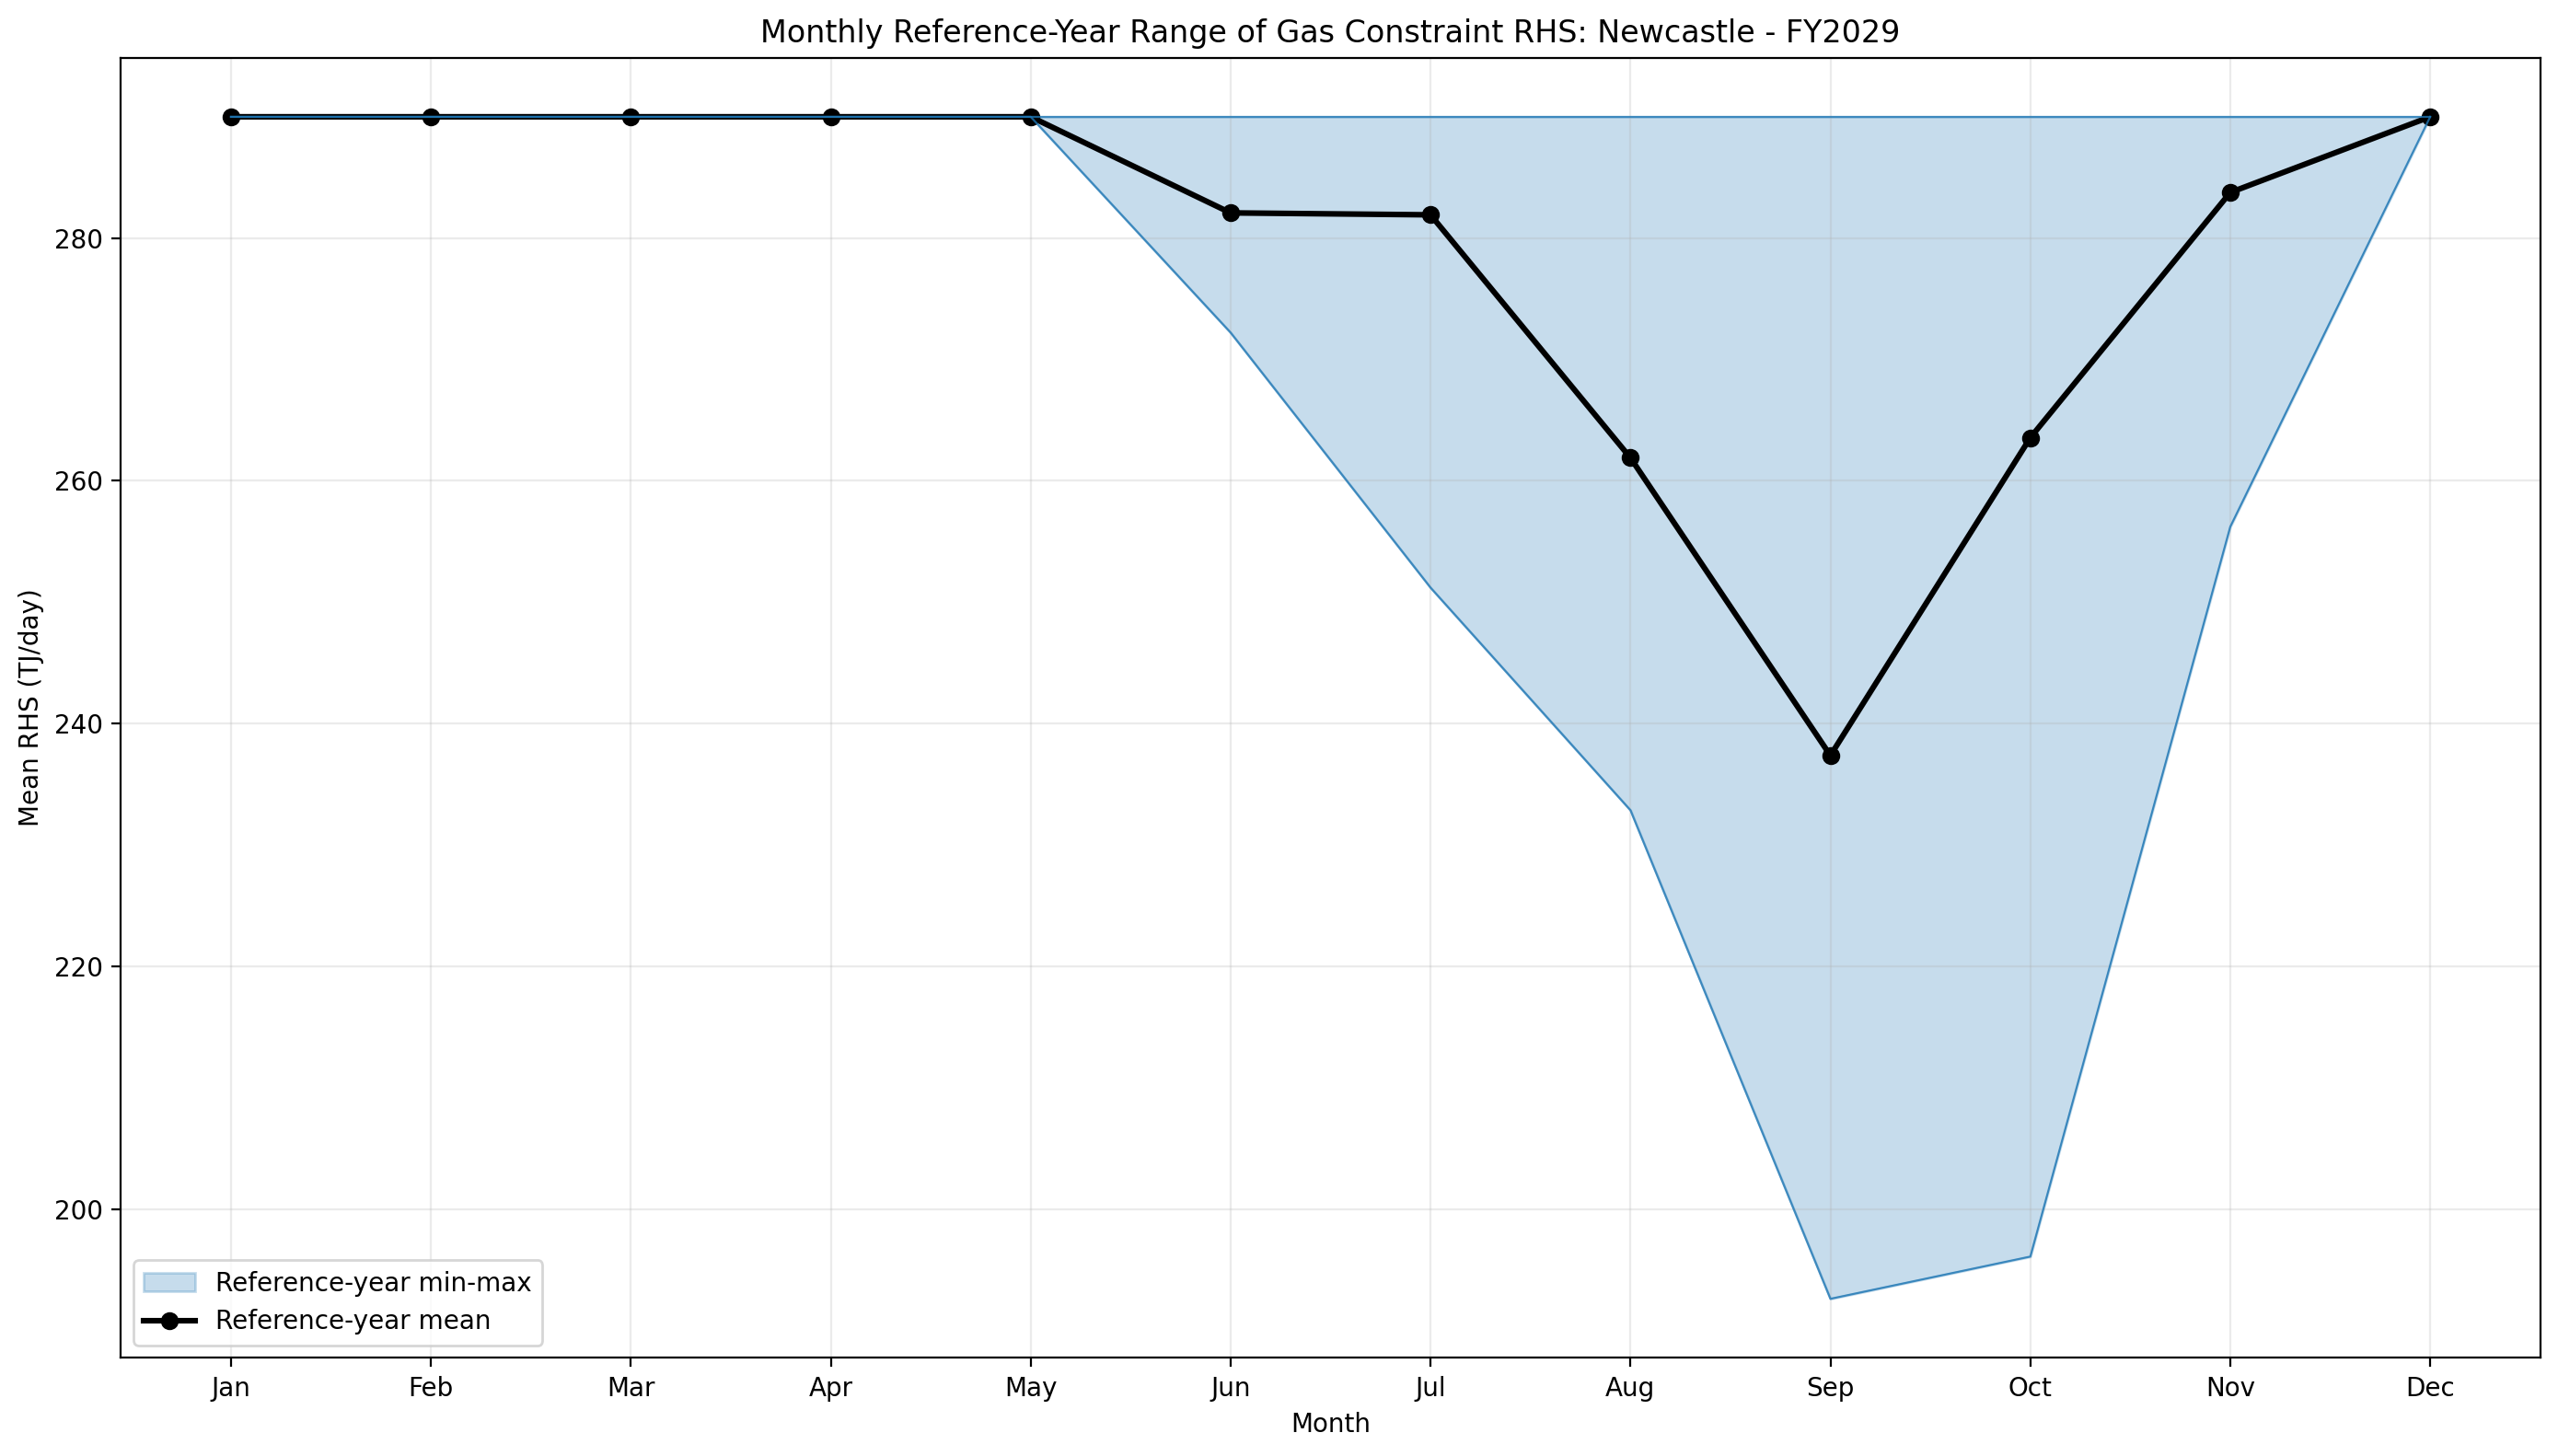 Monthly Reference-Year Range of Gas Constraint RHS: Newcastle - FY2029
Mean RHS (TJ/day)
280
260
240
220
200
Reference-year min-max
Reference-year mean
Jan Feb Mar Apr May Jun Jul Aug Sep Oct Nov Dec
Month